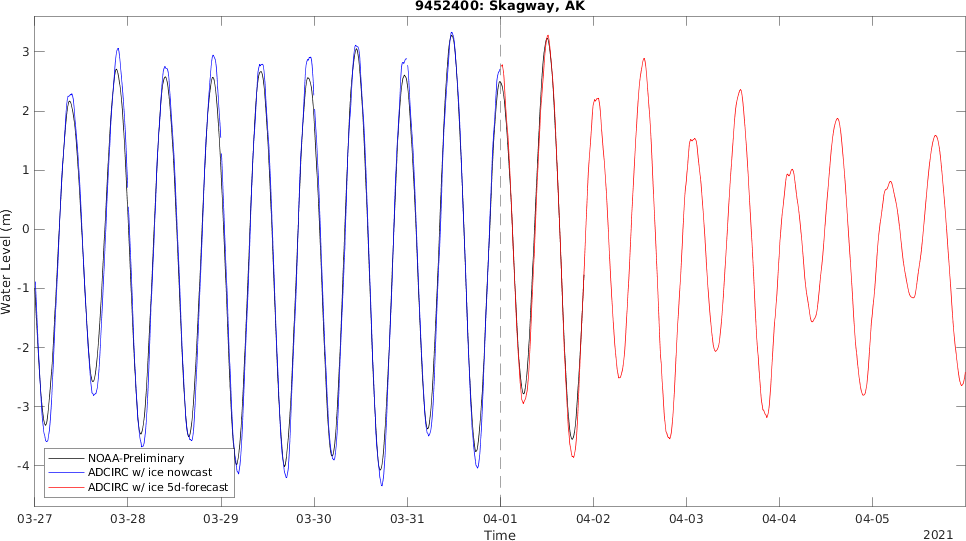 9452400: Skagway, AK
Water Level (m)
3
2
1
0
-1
-2
-3
-4
NOAA-Preliminary
ADCIRC w/ ice nowcast
ADCIRC w/ ice 5d-forecast
03-27 03-28 03-29 03-30 03-31 04-01 04-02 04-03 04-04 04-05
Time
2021